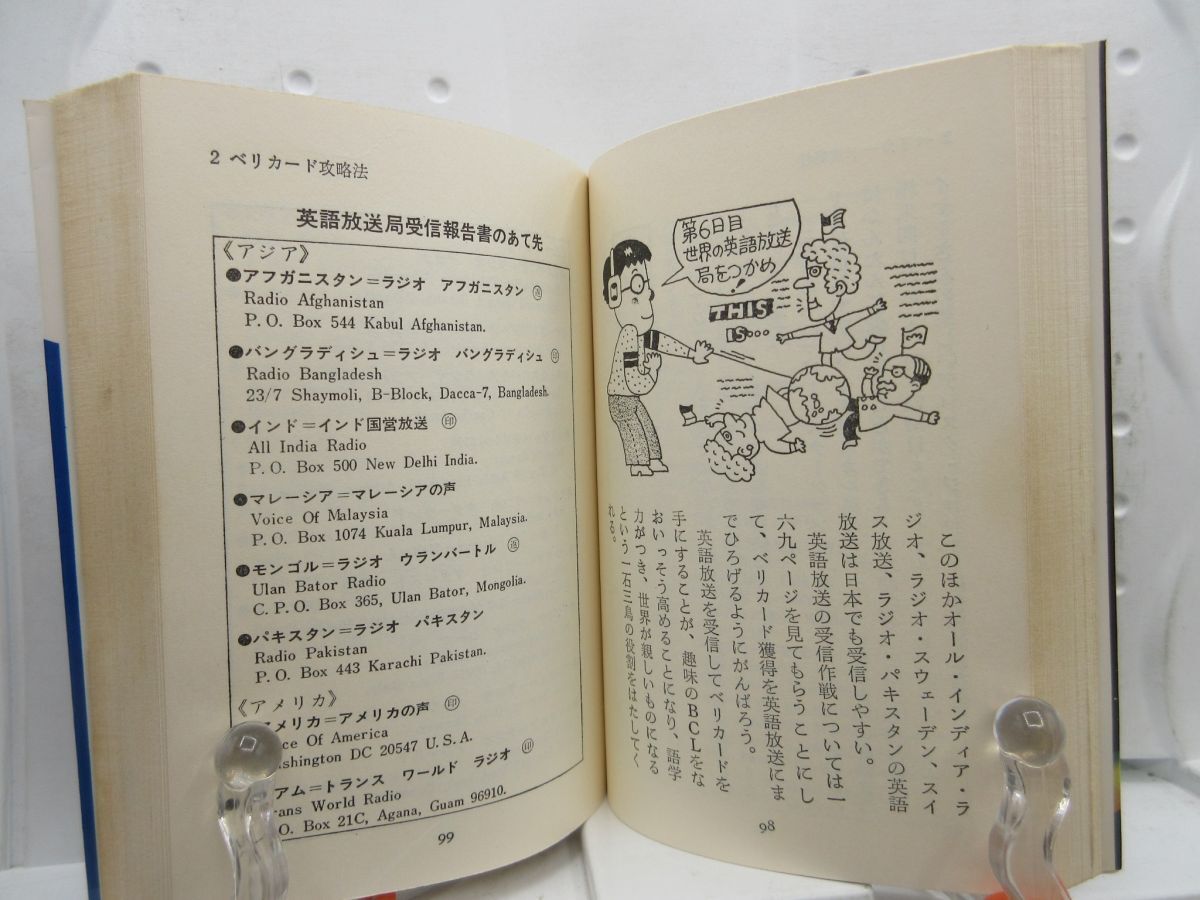 第6日目
世界の英語放送
局をつかめ
!
THIS
IS...
このほかオール・インディア・ラ
ジオ、ラジオ・スウェーデン、スイ
ス放送、ラジオ・パキスタンの英語
放送は日本でも受信しやすい。
英語放送の受信作戦については一
六九ページを見てもらうことにし
て、ベリカード獲得を英語放送にま
でひろげるようにがんばろう。
英語放送を受信してベリカードを
手にすることが、趣味のBCLをな
おいっそう高めることになり、語学
力がつき、世界が親しいものになる
という一石三鳥の役割をはたしてく
れる。
98
2 ベリカード攻略法
英語放送局受信報告書のあて先
《アジア》
●アフガニスタン=ラジオ アフガニスタン
Radio Afghanistan
P.O. Box 544 Kabul Afghanistan.
●バングラディシュ=ラジオ バングラディシュ ㊞
Radio Bangladesh
23/7 Shaymoli, B-Block, Dacca-7, Bangladesh.
●インド=インド国営放送 ㊞
All India Radio
P.O. Box 500 New Delhi India.
●マレーシア=マレーシアの声
Voice Of Malaysia
P.O. Box 1074 Kuala Lumpur, Malaysia.
●モンゴル=ラジオ ウランバートル
Ulan Bator Radio
C.P.O. Box 365, Ulan Bator, Mongolia.
●パキスタン=ラジオ パキスタン
Radio Pakistan
P.O. Box 443 Karachi Pakistan.
《アメリカ》
メリカ=アメリカの声 ㊞
ce Of America
ashington DC 20547 U.S.A.
アム=トランス ワールド ラジオ ㊞
rans World Radio
.O. Box 21C, Agana, Guam 96910.
99